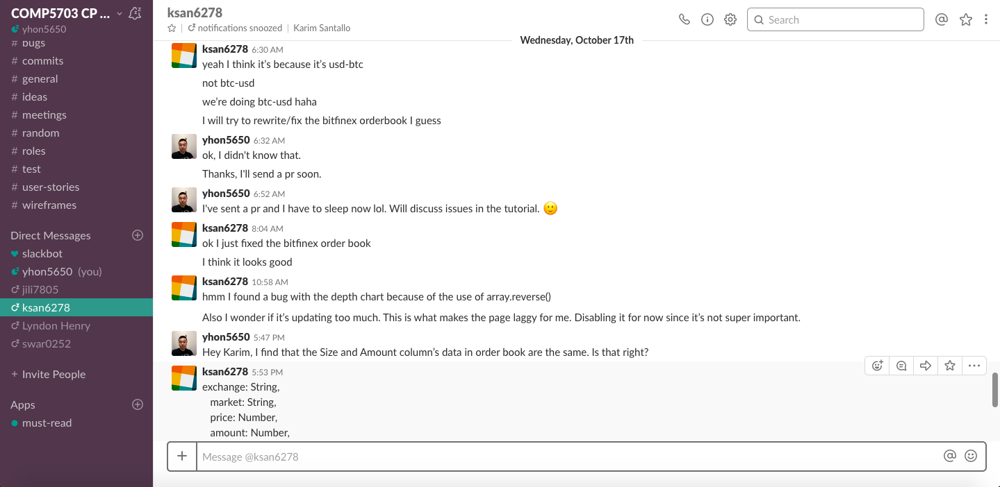 COMP5703 CP ...
yhon5650
# bugs
# commits
# general
# ideas
# meetings
# random
# roles
# test
# user-stories
# wireframes
Direct Messages
slackbot
yhon5650 (you)
jili7805
ksan6278
Lyndon Henry
swar0252
+ Invite People
Apps
must-read
ksan6278
notifications snoozed | Karim Santallo
Search
Wednesday, October 17th
ksan6278 6:30 AM
yeah I think it’s because it’s usd-btc
not btc-usd
we’re doing btc-usd haha
I will try to rewrite/fix the bitfinex orderbook I guess
yhon5650 6:32 AM
ok, I didn't know that.
Thanks, I'll send a pr soon.
yhon5650 6:52 AM
I've sent a pr and I have to sleep now lol. Will discuss issues in the tutorial. 🙂
ksan6278 8:04 AM
ok I just fixed the bitfinex order book
I think it looks good
ksan6278 10:58 AM
hmm I found a bug with the depth chart because of the use of array.reverse()
Also I wonder if it’s updating too much. This is what makes the page laggy for me. Disabling it for now since it’s not super important.
yhon5650 5:47 PM
Hey Karim, I find that the Size and Amount column’s data in order book are the same. Is that right?
ksan6278 5:53 PM
exchange: String,
market: String,
price: Number,
amount: Number,
Message @ksan6278